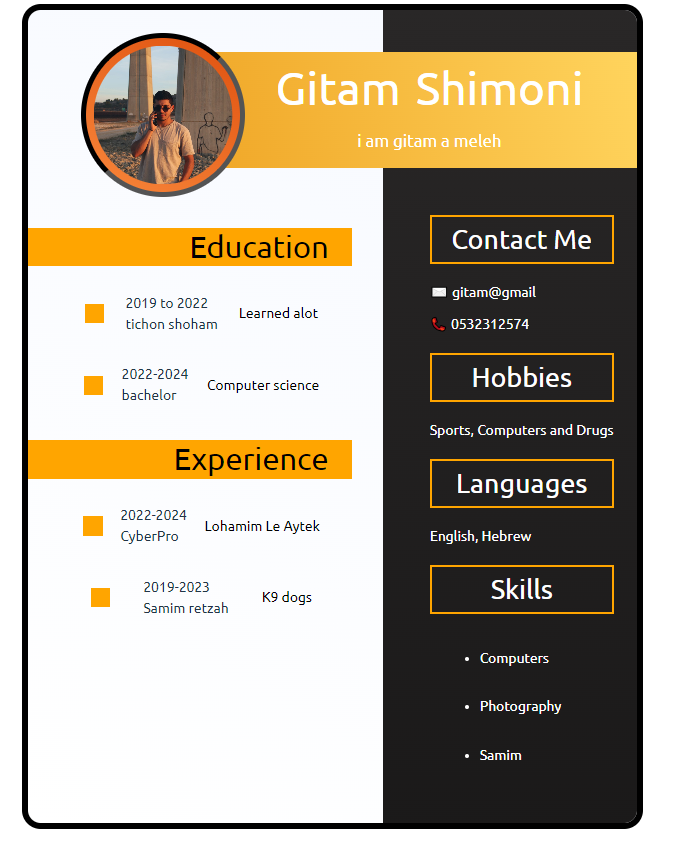 Gitam Shimoni
i am gitam a meleh
Education
2019 to 2022
tichon shoham
Learned alot
2022-2024
bachelor
Computer science
Experience
2022-2024
CyberPro
Lohamim Le Aytek
2019-2023
Samim retzah
K9 dogs
Contact Me
gitam@gmail
0532312574
Hobbies
Sports, Computers and Drugs
Languages
English, Hebrew
Skills
• Computers
• Photography
• Samim